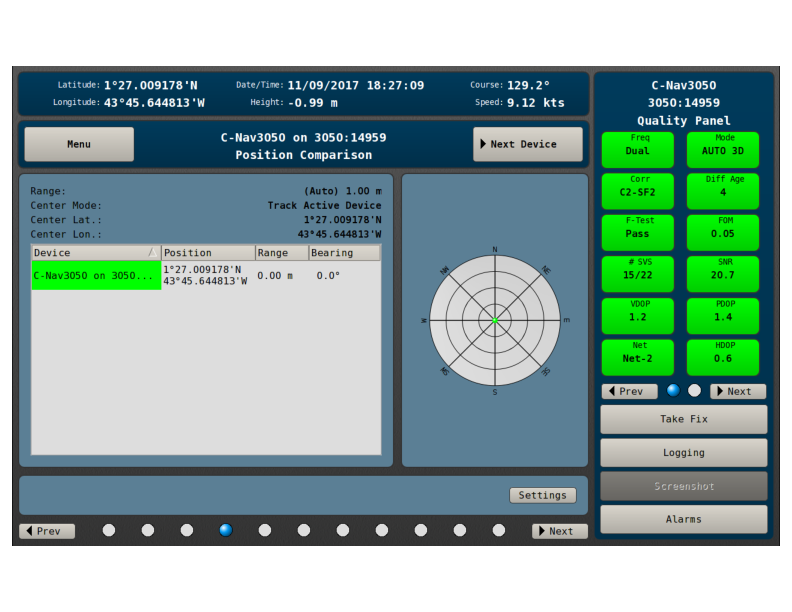 Latitude: 1°27.009178'N Date/Time: 11/09/2017 18:27:09 Course: 129.2°
Longitude: 43°45.644813'W Height: -0.99 m Speed: 9.12 kts
Menu
C-Nav3050 on 3050:14959
Position Comparison
Next Device
Range: (Auto) 1.00 m
Center Mode: Track Active Device
Center Lat.: 1°27.009178'N
Center Lon.: 43°45.644813'W
Device Position Range Bearing
C-Nav3050 on 3050... 1°27.009178'N 0.00 m 0.0°
43°45.644813'W
N
NW NE
W E
SW SE
S
Settings
Prev Next
C-Nav3050
3050:14959
Quality Panel
Freq Mode
Dual AUTO 3D
Corr Diff Age
C2-SF2 4
F-Test FOM
Pass 0.05
# SVS SNR
15/22 20.7
VDOP PDOP
1.2 1.4
Net HDOP
Net-2 0.6
Prev Next
Take Fix
Logging
Screenshot
Alarms